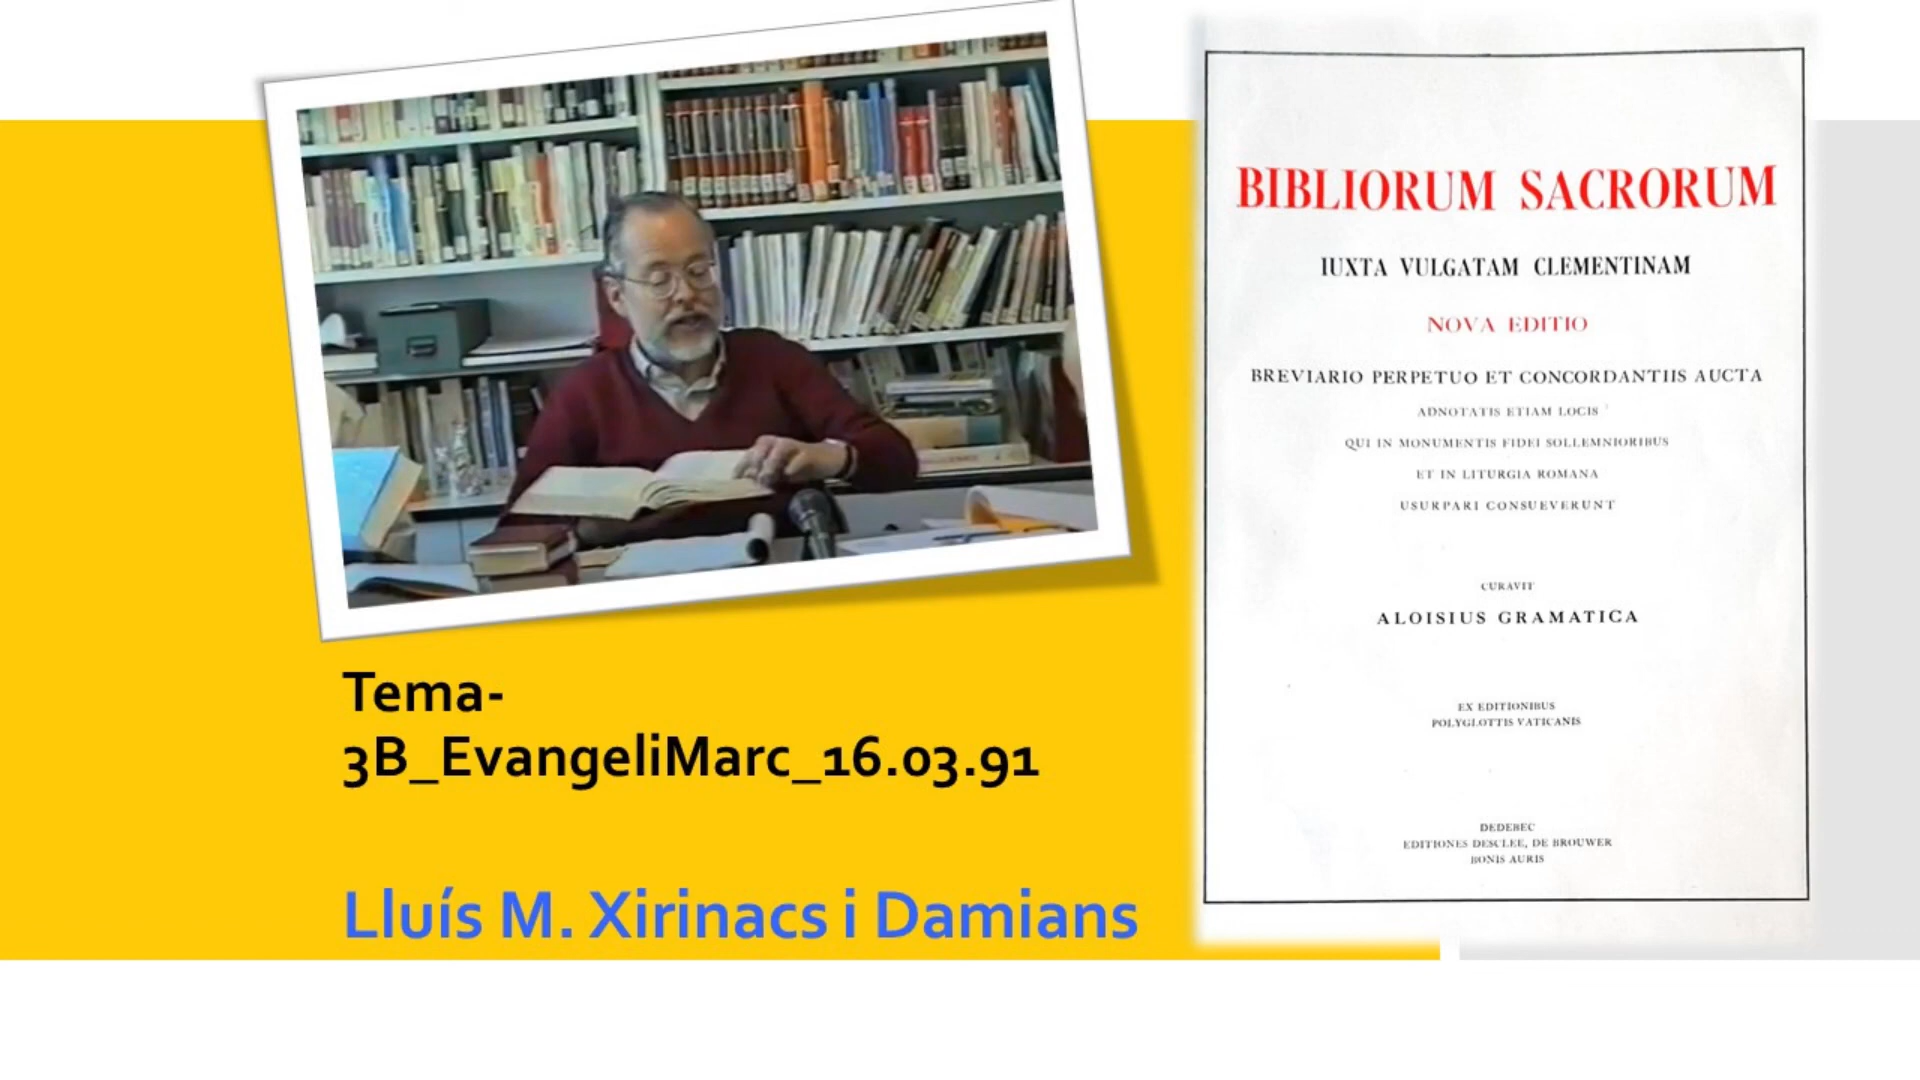 Tema-
3B_EvangeliMarc_16.03.91
Lluís M. Xirinacs i Damians
BIBLIORUM SACRORUM
IUXTA VULGATAM CLEMENTINAM
NOVA EDITIO
BREVIARIO PERPETUO ET CONCORDANTIIS AUCTA
ADNOTATIS ETIAM LOCIS
QUI IN MONUMENTIS FIDEI SOLLEMNIORIBUS
ET IN LITURGIA ROMANA
USURPARI CONSUEVERUNT
CURAVIT
ALOISIUS GRAMATICA
EX EDITIONIBUS
POLYGLOTTIS VATICANIS
DEDEBEC
EDITIONES DESCLEE, DE BROUWER
BONIS AURIS